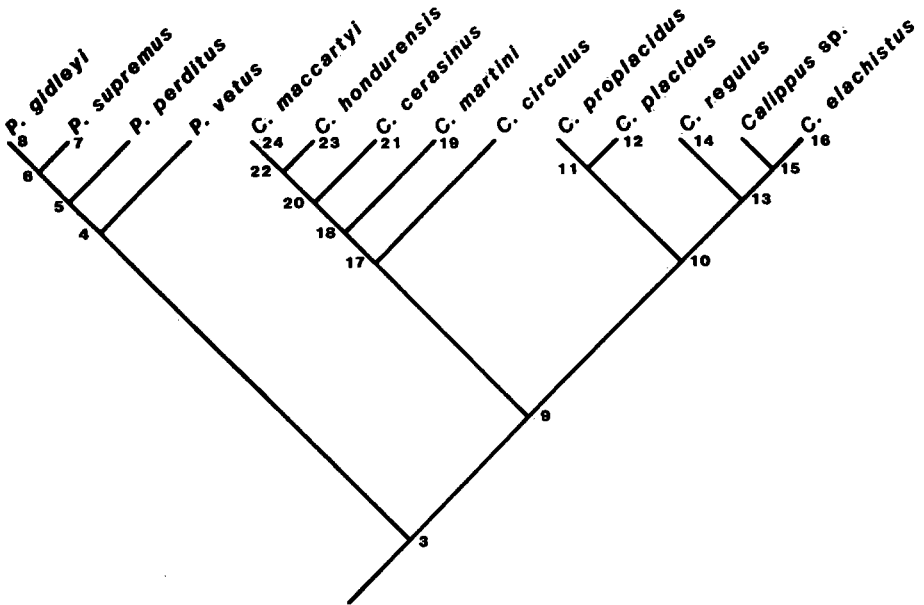 P. gidleyi
P. supremus
P. perditus
P. vetus
C. maccartyi
C. hondurensis
C. cerasinus
C. martini
C. circulus
C. proplacidus
C. placidus
C. regulus
Calippus sp.
C. elachistus
8
7
24
23
21
19
12
14
16
6
22
11
15
5
20
13
4
18
17
10
9
3